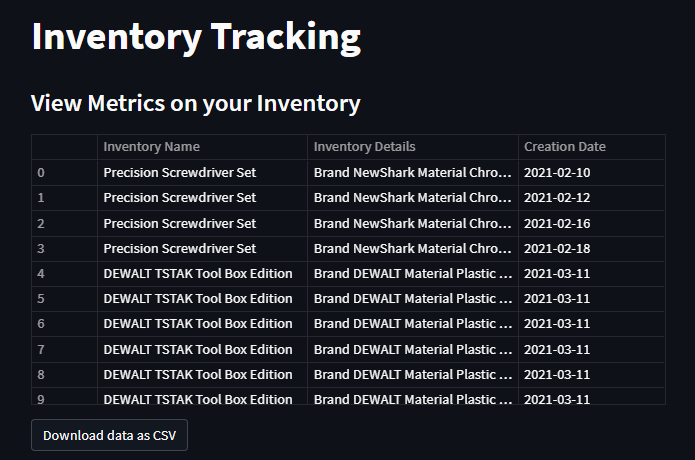 Inventory Tracking
View Metrics on your Inventory
Inventory Name Inventory Details Creation Date
0 Precision Screwdriver Set Brand NewShark Material Chro... 2021-02-10
1 Precision Screwdriver Set Brand NewShark Material Chro... 2021-02-12
2 Precision Screwdriver Set Brand NewShark Material Chro... 2021-02-16
3 Precision Screwdriver Set Brand NewShark Material Chro... 2021-02-18
4 DEWALT TSTAK Tool Box Edition Brand DEWALT Material Plastic ... 2021-03-11
5 DEWALT TSTAK Tool Box Edition Brand DEWALT Material Plastic ... 2021-03-11
6 DEWALT TSTAK Tool Box Edition Brand DEWALT Material Plastic ... 2021-03-11
7 DEWALT TSTAK Tool Box Edition Brand DEWALT Material Plastic ... 2021-03-11
8 DEWALT TSTAK Tool Box Edition Brand DEWALT Material Plastic ... 2021-03-11
9 DEWALT TSTAK Tool Box Edition Brand DEWALT Material Plastic ... 2021-03-11
Download data as CSV